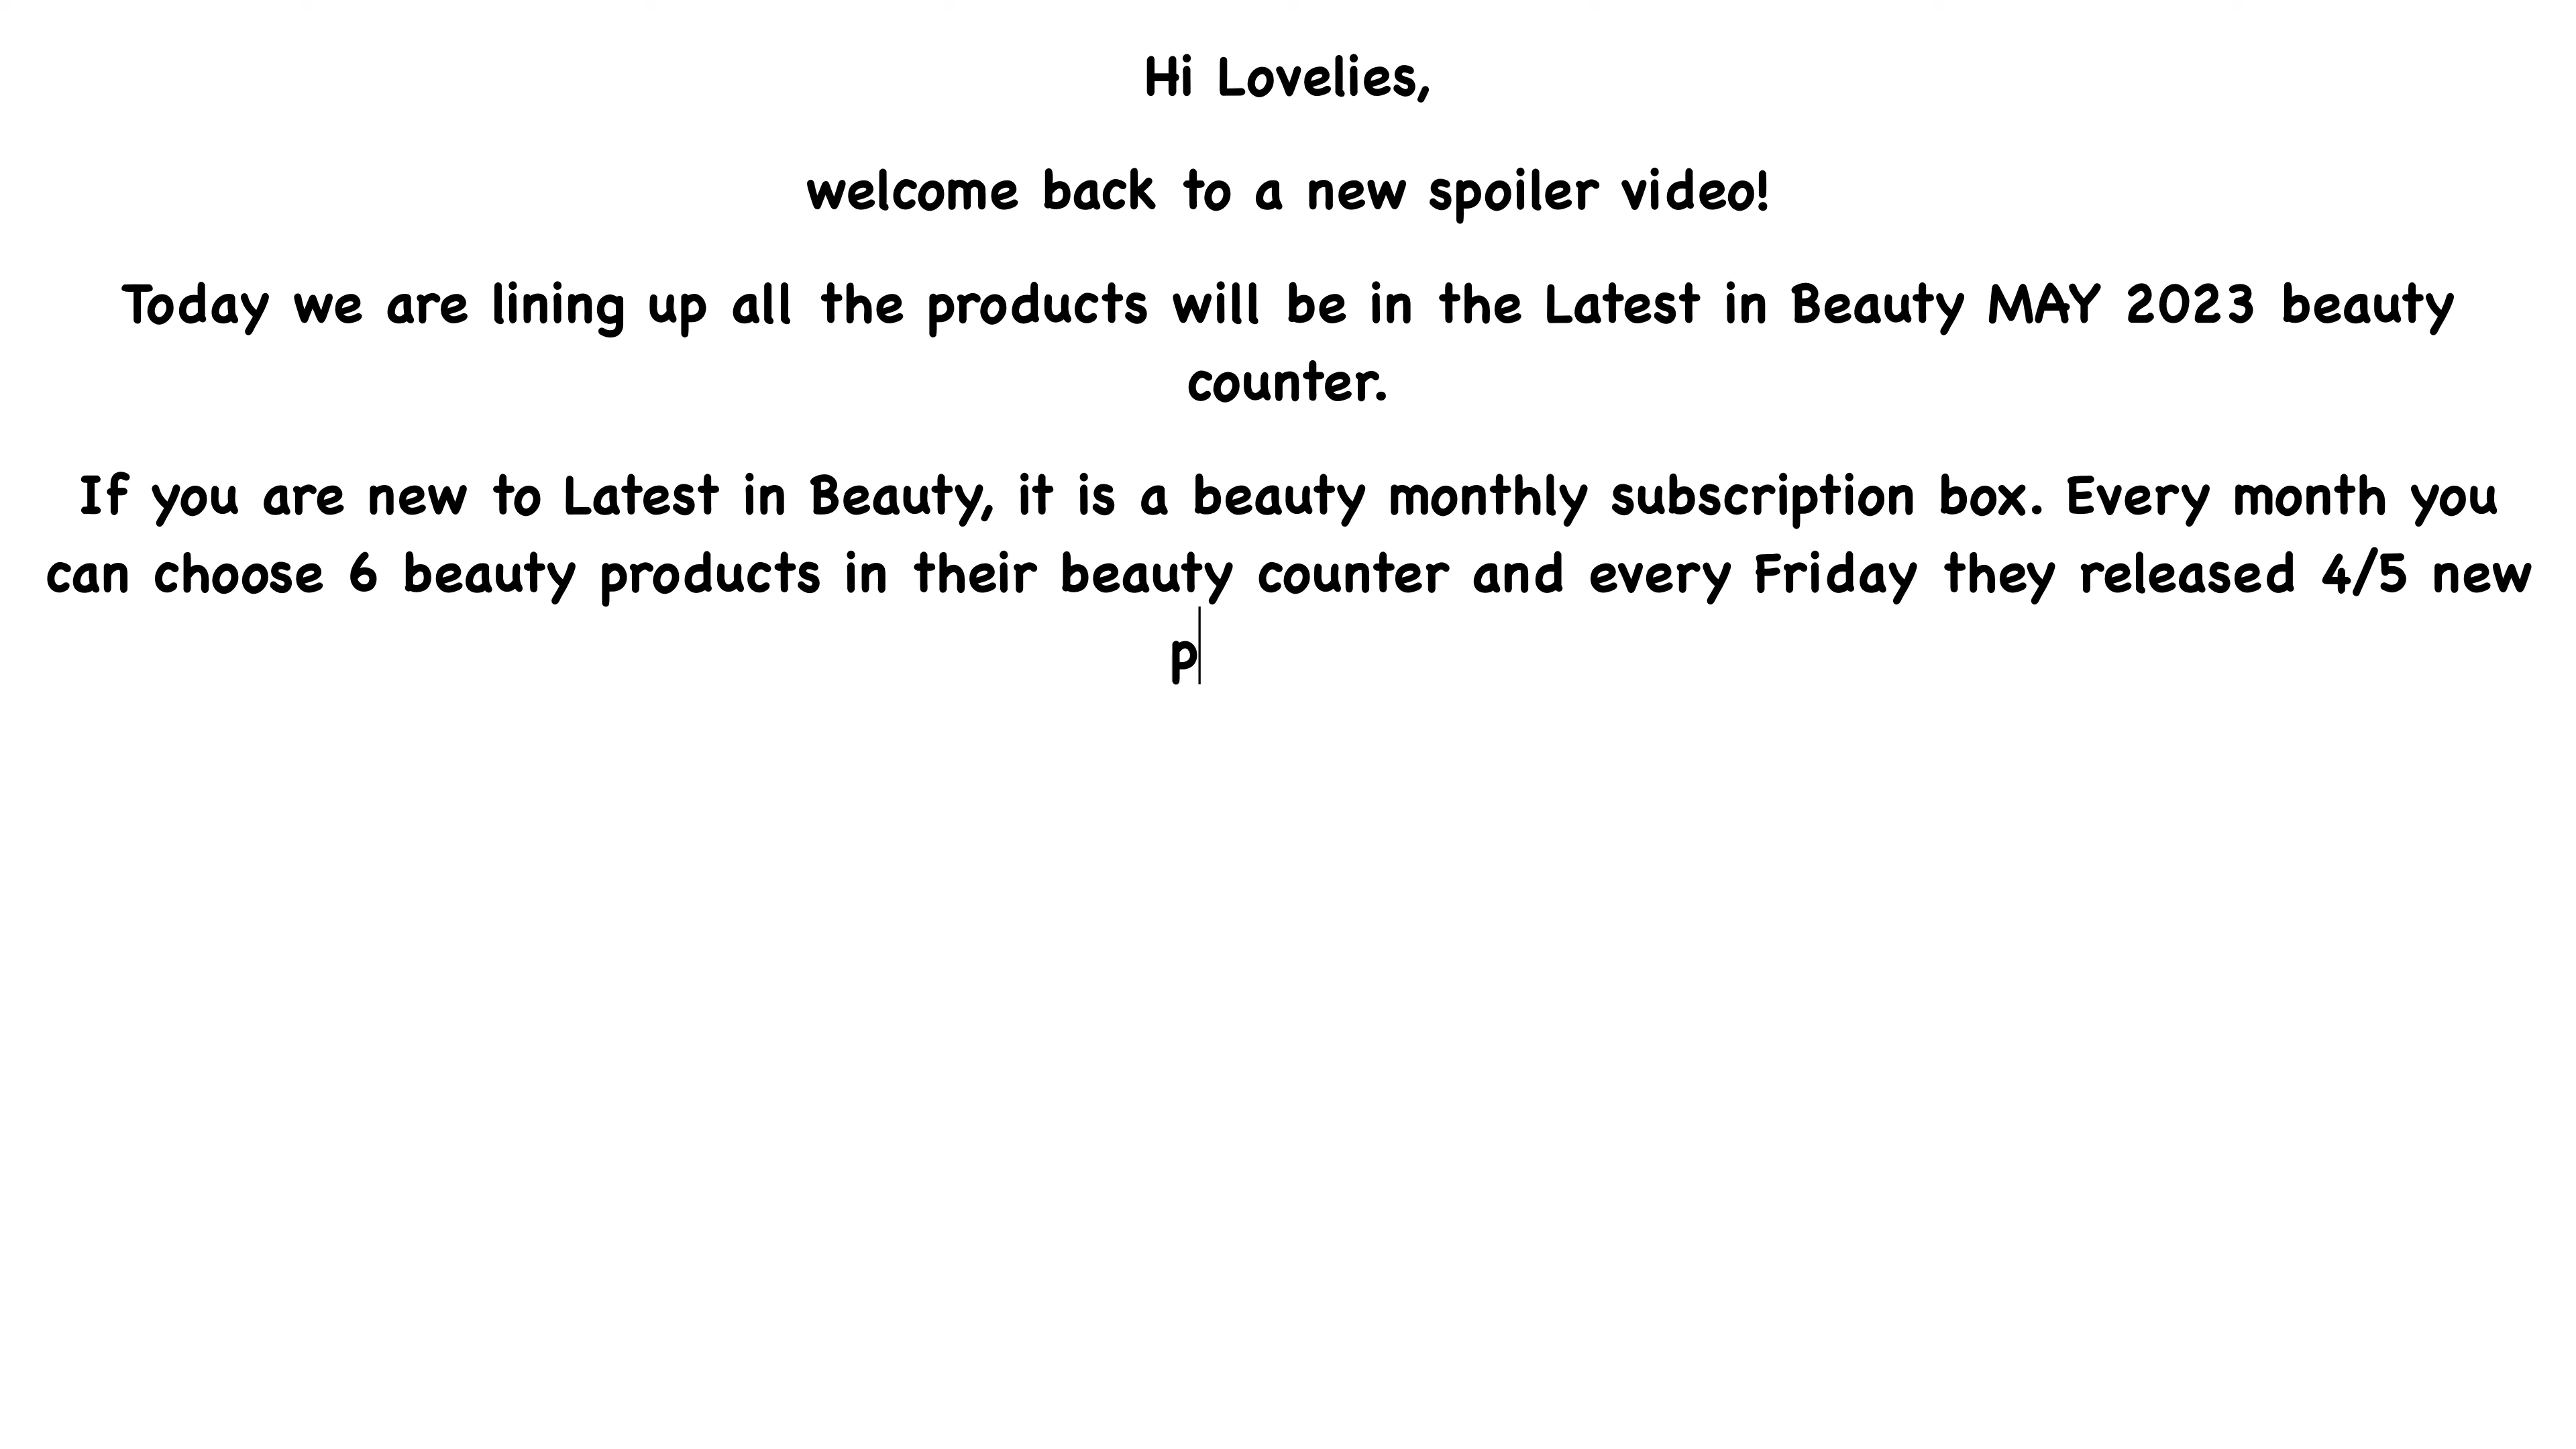 Hi Lovelies,
welcome back to a new spoiler video!
Today we are lining up all the products will be in the Latest in Beauty MAY 2023 beauty
counter.
If you are new to Latest in Beauty, it is a beauty monthly subscription box. Every month you
can choose 6 beauty products in their beauty counter and every Friday they released 4/5 new
p